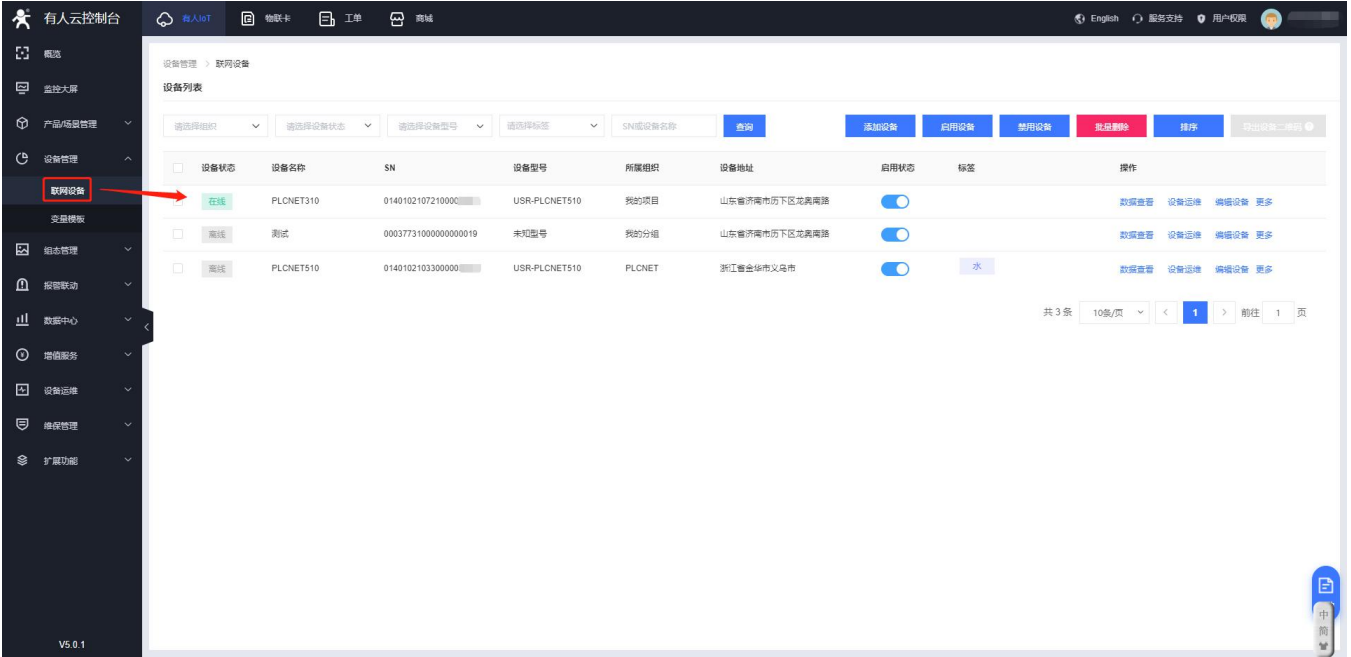 有人云控制台 有人IoT 物联卡 工单 商城 English 服务支持 用户权限
概览
监控大屏
产品/场景管理
设备管理
联网设备
变量模板
组态管理
报警联动
数据中心
增值服务
设备运维
维保管理
扩展功能
V5.0.1
设备管理 > 联网设备
设备列表
请选择组织 请选择设备状态 请选择设备型号 请选择标签 SN或设备名称 查询 添加设备 启用设备 禁用设备 批量删除 排序 导出设备二维码
设备状态 设备名称 SN 设备型号 所属组织 设备地址 启用状态 标签 操作
在线 PLCNET310 0140102107210000 USR-PLCNET510 我的项目 山东省济南市历下区龙奥南路 数据查看 设备运维 编辑设备 更多
离线 测试 00037731000000000019 未知型号 我的分组 山东省济南市历下区龙奥南路 数据查看 设备运维 编辑设备 更多
离线 PLCNET510 0140102103300000 USR-PLCNET510 PLCNET 浙江省金华市义乌市 水 数据查看 设备运维 编辑设备 更多
共 3 条 10条/页 < 1 > 前往 1 页
中
简